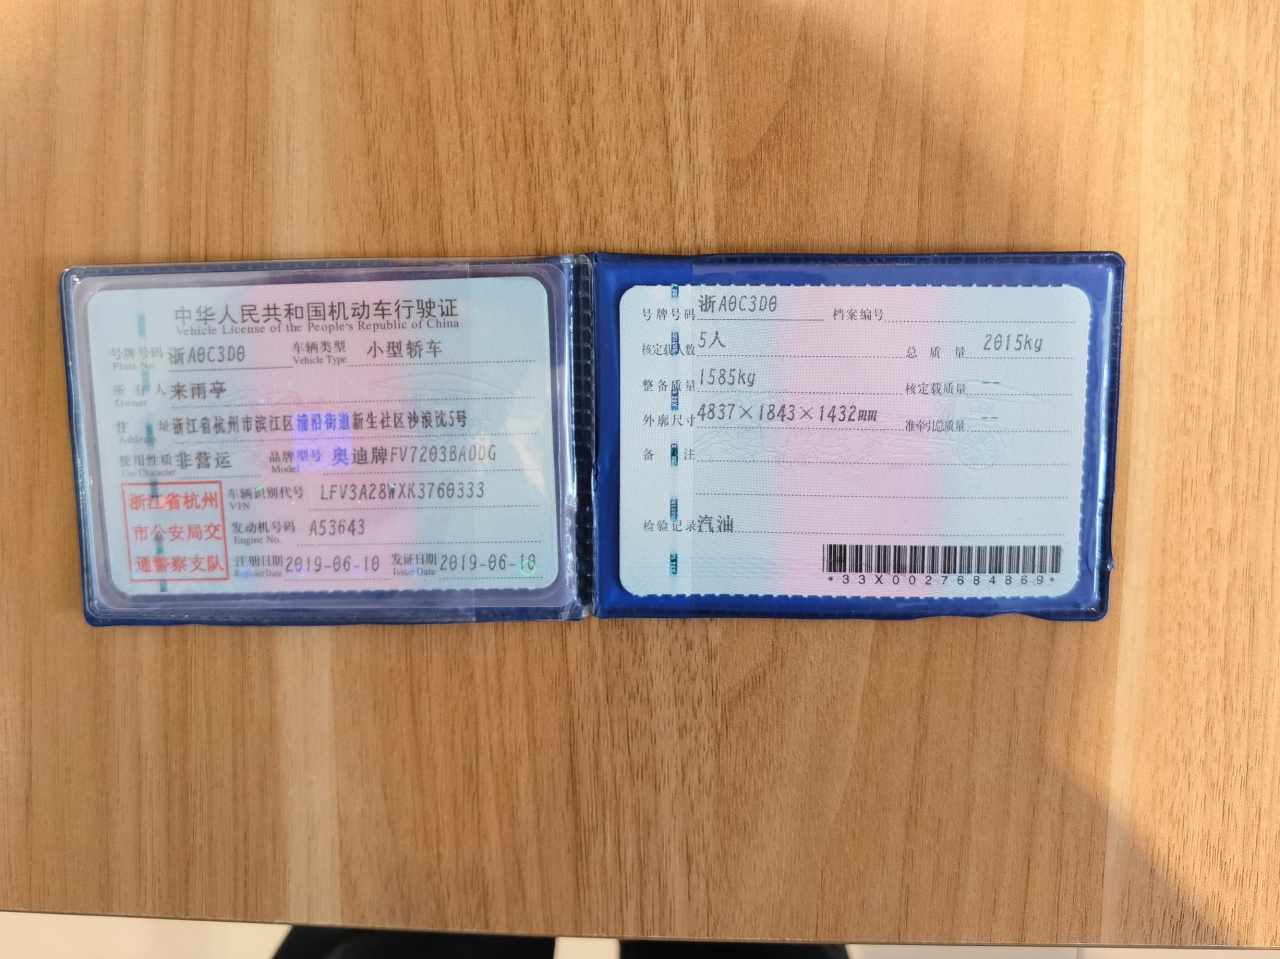 中华人民共和国机动车行驶证
Vehicle License of the People's Republic of China
号牌号码 浙A0C3D0 车辆类型 小型轿车
Plate No. Vehicle Type
所有人 来雨亭
Owner
住址 浙江省杭州市滨江区浦沿街道新生社区沙浪沈5号
Address
使用性质 非营运 品牌型号 奥迪牌FV7203BADDG
Use Character Model
浙江省杭州
市公安局交
通警察支队
车辆识别代号 LFV3A28WXK3760333
VIN
发动机号码 A53643
Engine No.
注册日期 2019-06-10 发证日期 2019-06-10
Register Date Issue Date
号牌号码 浙A0C3D0 档案编号
核定载人数 5人 总质量 2015kg
整备质量 1585kg 核定载质量 --
外廓尺寸 4837×1843×1432mm 准牵引总质量 --
备注
检验记录 汽油
*33X0027684869*